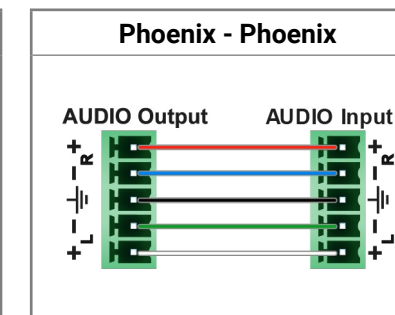 Phoenix - Phoenix
AUDIO Output AUDIO Input
+ +
R R
- -
- -
L L
+ +